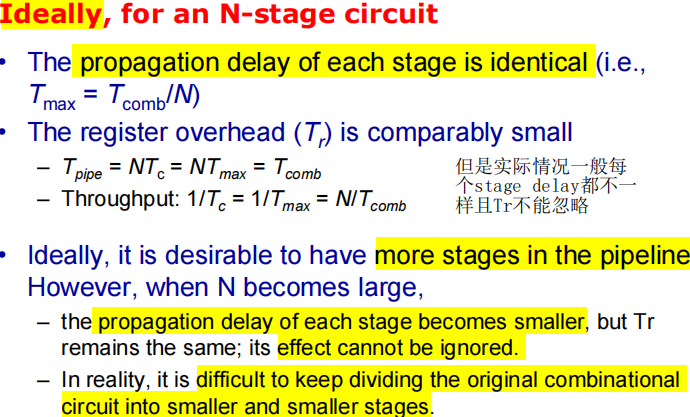 Ideally, for an N-stage circuit
• The propagation delay of each stage is identical (i.e.,
Tmax = Tcomb/N)
• The register overhead (Tr) is comparably small
– Tpipe = NTc = NTmax = Tcomb
– Throughput: 1/Tc = 1/Tmax = N/Tcomb
但是实际情况一般每
个stage delay都不一
样且Tr不能忽略
• Ideally, it is desirable to have more stages in the pipeline
However, when N becomes large,
– the propagation delay of each stage becomes smaller, but Tr
remains the same; its effect cannot be ignored.
– In reality, it is difficult to keep dividing the original combinational
circuit into smaller and smaller stages.